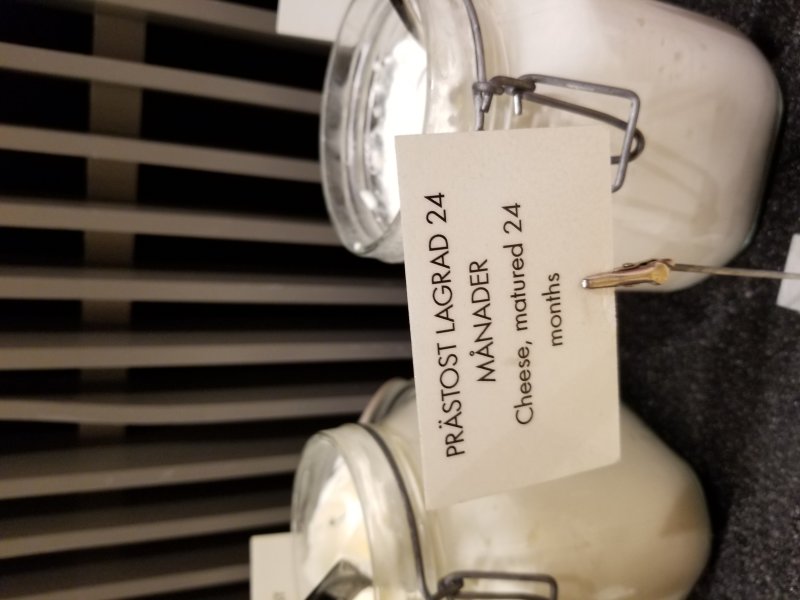 PRÄSTOST LAGRAD 24
MÅNADER
Cheese, matured 24
months